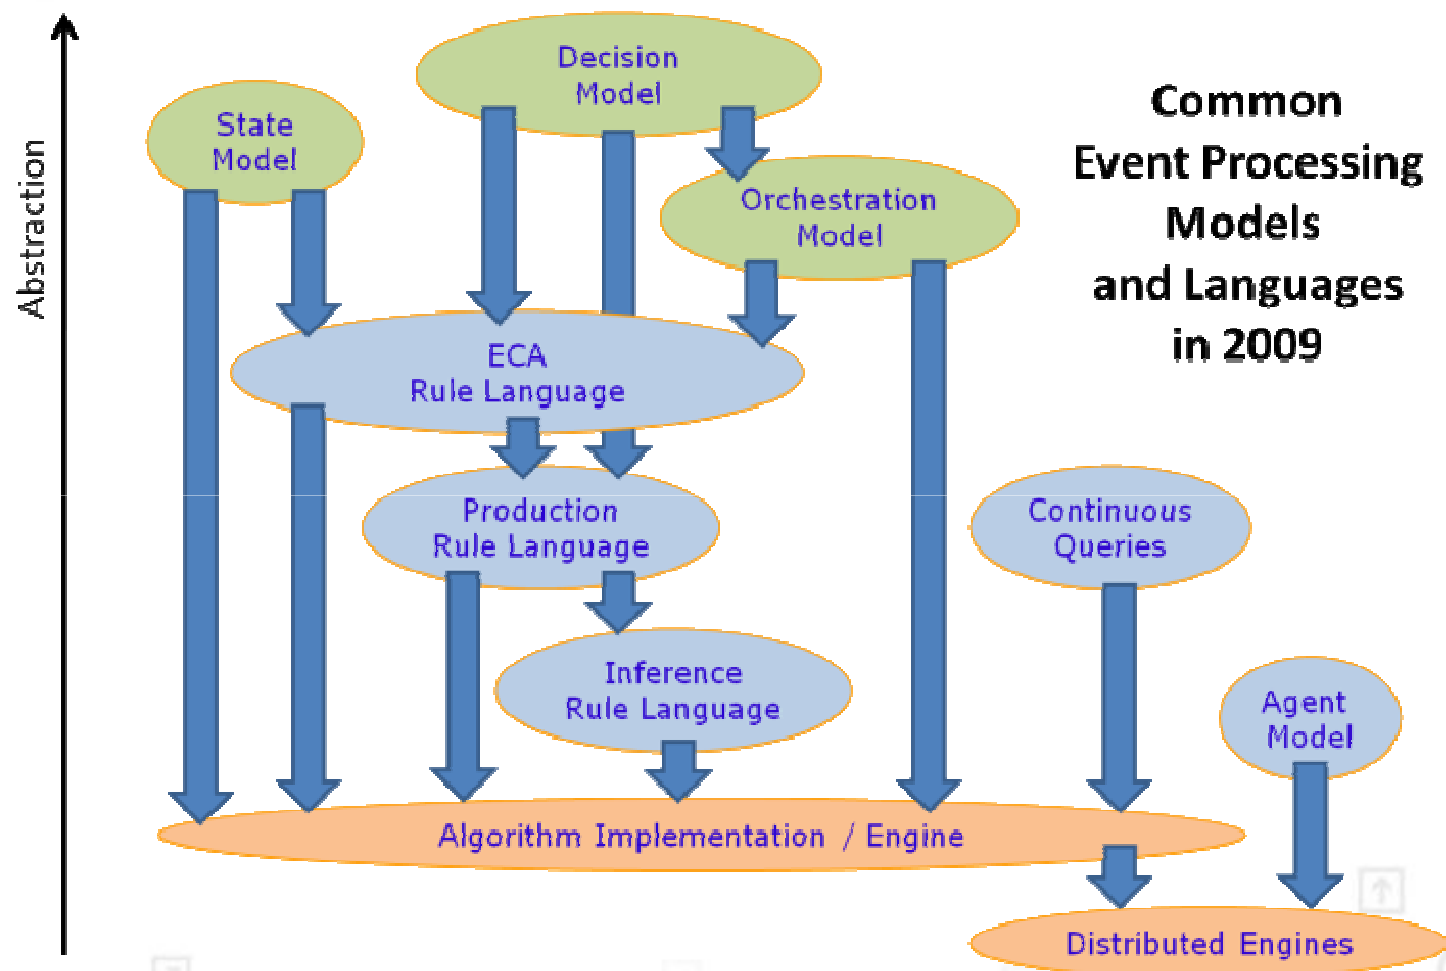 Decision
Model
State
Model
Common
Event Processing
Models
and Languages
in 2009
Abstraction
Orchestration
Model
ECA
Rule Language
Production
Rule Language
Continuous
Queries
Inference
Rule Language
Agent
Model
Algorithm Implementation / Engine
Distributed Engines